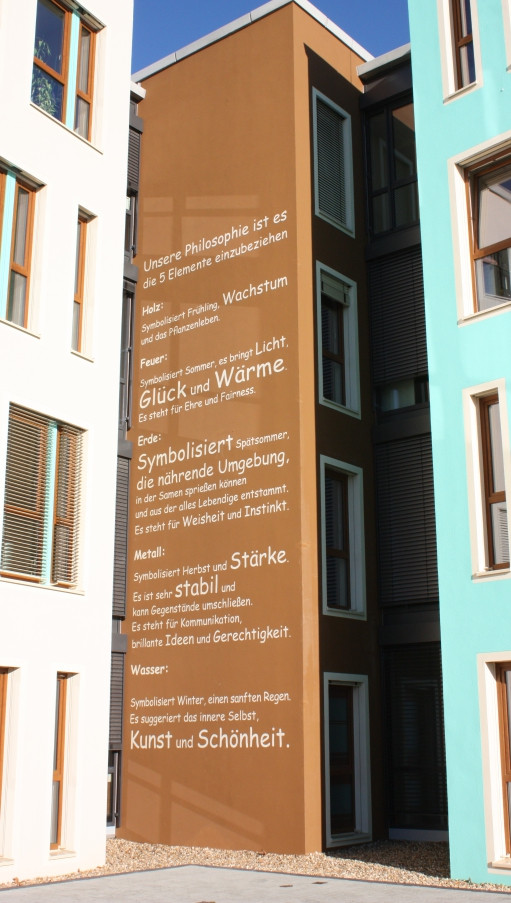 Unsere Philosophie ist es
die 5 Elemente einzubeziehen
Holz:
Symbolisiert Frühling, Wachstum
und das Pflanzenleben.
Feuer:
Symbolisiert Sommer, es bringt Licht,
Glück und Wärme.
Es steht für Ehre und Fairness.
Erde:
Symbolisiert Spätsommer,
die nährende Umgebung,
in der Samen sprießen können
und aus der alles Lebendige entstammt.
Es steht für Weisheit und Instinkt.
Metall:
Symbolisiert Herbst und Stärke.
Es ist sehr stabil und
kann Gegenstände umschließen.
Es steht für Kommunikation,
brillante Ideen und Gerechtigkeit.
Wasser:
Symbolisiert Winter, einen sanften Regen.
Es suggeriert das innere Selbst,
Kunst und Schönheit.